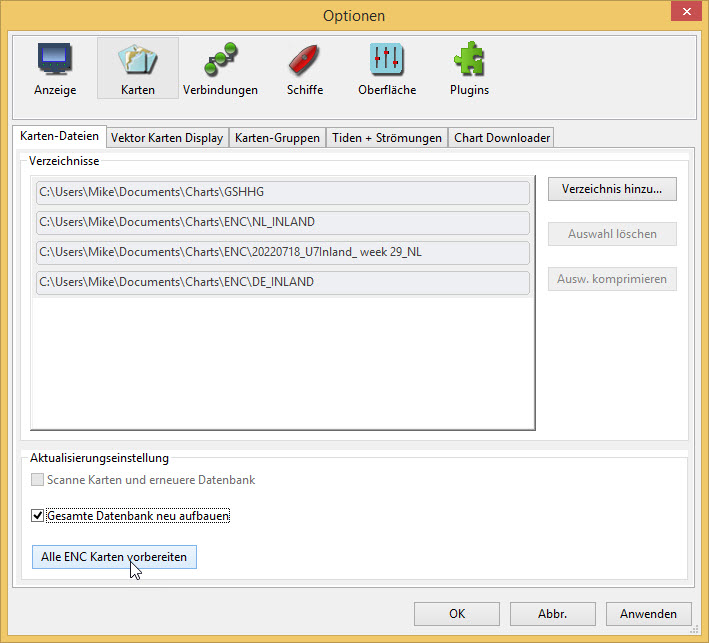 Optionen
Anzeige Karten Verbindungen Schiffe Oberfläche Plugins
Karten-Dateien Vektor Karten Display Karten-Gruppen Tiden + Strömungen Chart Downloader
Verzeichnisse
C:\Users\Mike\Documents\Charts\GSHHG
Verzeichnis hinzu...
C:\Users\Mike\Documents\Charts\ENC\NL_INLAND
Auswahl löschen
C:\Users\Mike\Documents\Charts\ENC\20220718_U7Inland_ week 29_NL
Ausw. komprimieren
C:\Users\Mike\Documents\Charts\ENC\DE_INLAND
Aktualisierungseinstellung
Scanne Karten und erneuere Datenbank
Gesamte Datenbank neu aufbauen
Alle ENC Karten vorbereiten
OK Abbr. Anwenden